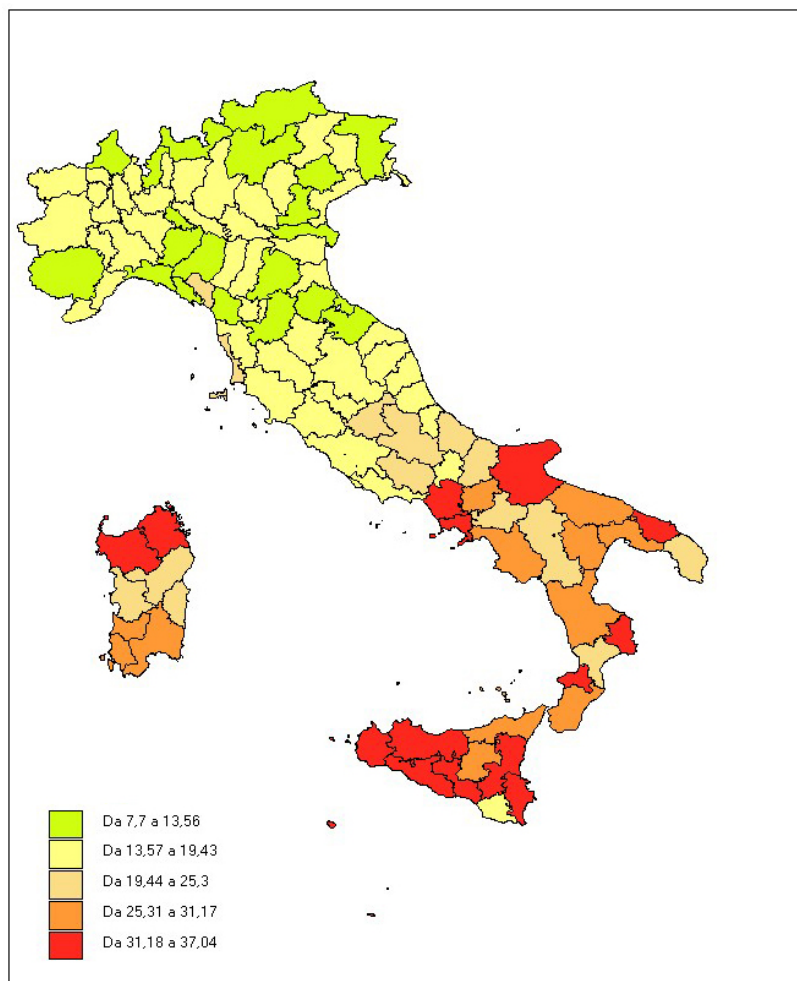 Da 7,7 a 13,56
Da 13,57 a 19,43
Da 19,44 a 25,3
Da 25,31 a 31,17
Da 31,18 a 37,04